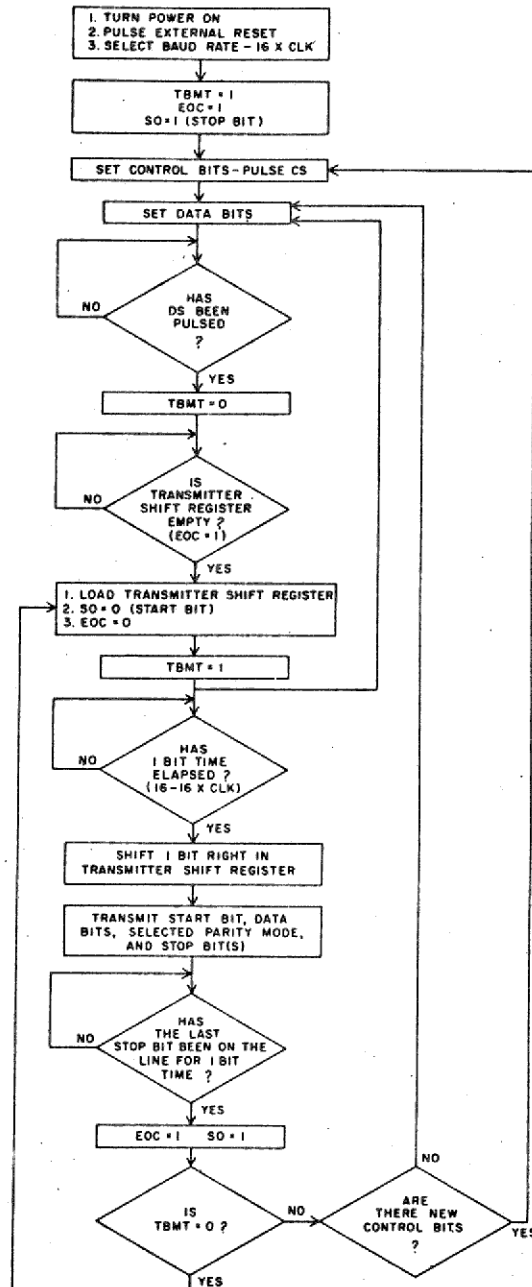 1. TURN POWER ON
2. PULSE EXTERNAL RESET
3. SELECT BAUD RATE - 16 X CLK
TBMT = 1
EOC = 1
SO = 1 (STOP BIT)
SET CONTROL BITS - PULSE CS
SET DATA BITS
HAS
DS BEEN
PULSED
?
NO
YES
TBMT = 0
IS
TRANSMITTER
SHIFT REGISTER
EMPTY ?
(EOC = 1)
NO
YES
1. LOAD TRANSMITTER SHIFT REGISTER
2. SO = 0 (START BIT)
3. EOC = 0
TBMT = 1
HAS
1 BIT TIME
ELAPSED ?
(16-16 X CLK)
NO
YES
SHIFT 1 BIT RIGHT IN
TRANSMITTER SHIFT REGISTER
TRANSMIT START BIT, DATA
BITS, SELECTED PARITY MODE,
AND STOP BIT(S)
HAS
THE LAST
STOP BIT BEEN ON THE
LINE FOR 1 BIT
TIME ?
NO
YES
EOC = 1 SO = 1
IS
TBMT = 0 ?
NO
YES
ARE
THERE NEW
CONTROL BITS
?
NO
YES